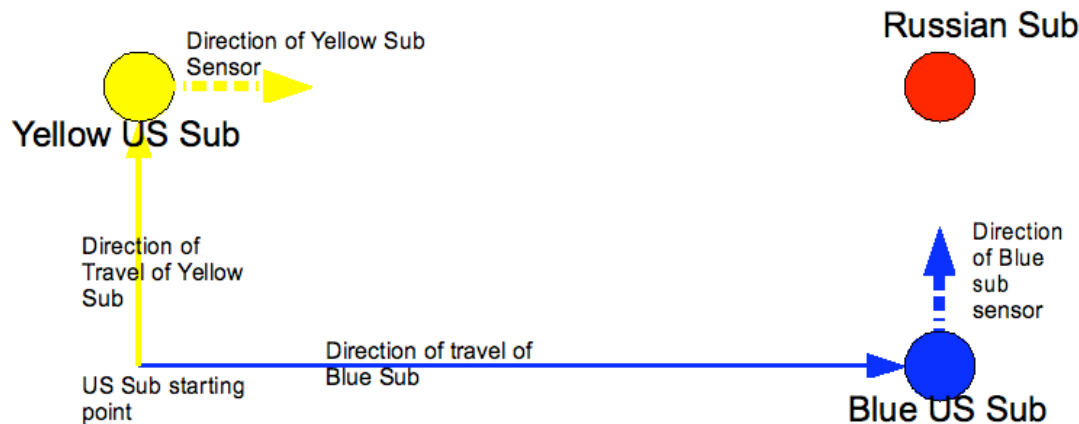 Direction of Yellow Sub
Sensor
Russian Sub
Yellow US Sub
Direction of
Travel of Yellow
Sub
Direction
of Blue
sub
sensor
Direction of travel of
Blue Sub
US Sub starting
point
Blue US Sub